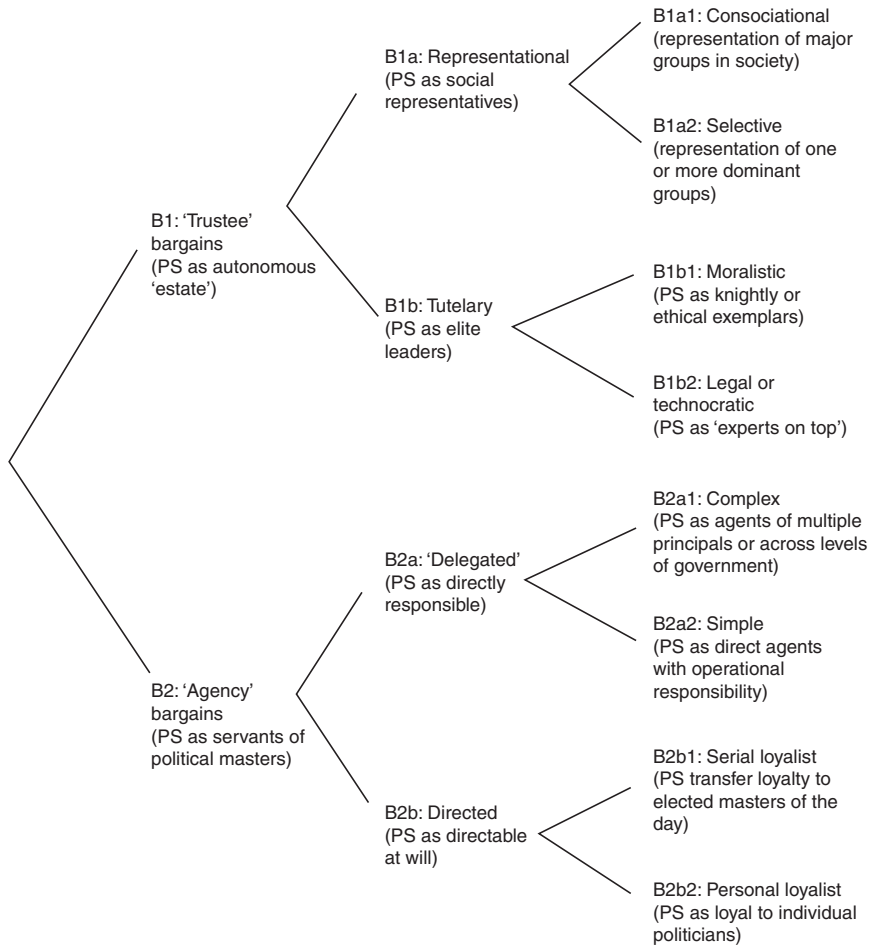 B1a1: Consociational
(representation of major
groups in society)
B1a: Representational
(PS as social
representatives)
B1a2: Selective
(representation of one
or more dominant
groups)
B1: ‘Trustee’
bargains
(PS as autonomous
‘estate’)
B1b1: Moralistic
(PS as knightly or
ethical exemplars)
B1b: Tutelary
(PS as elite
leaders)
B1b2: Legal or
technocratic
(PS as ‘experts on top’)
B2a1: Complex
(PS as agents of multiple
principals or across levels
of government)
B2a: ‘Delegated’
(PS as directly
responsible)
B2a2: Simple
(PS as direct agents
with operational
responsibility)
B2: ‘Agency’
bargains
(PS as servants of
political masters)
B2b1: Serial loyalist
(PS transfer loyalty to
elected masters of the
day)
B2b: Directed
(PS as directable
at will)
B2b2: Personal loyalist
(PS as loyal to individual
politicians)